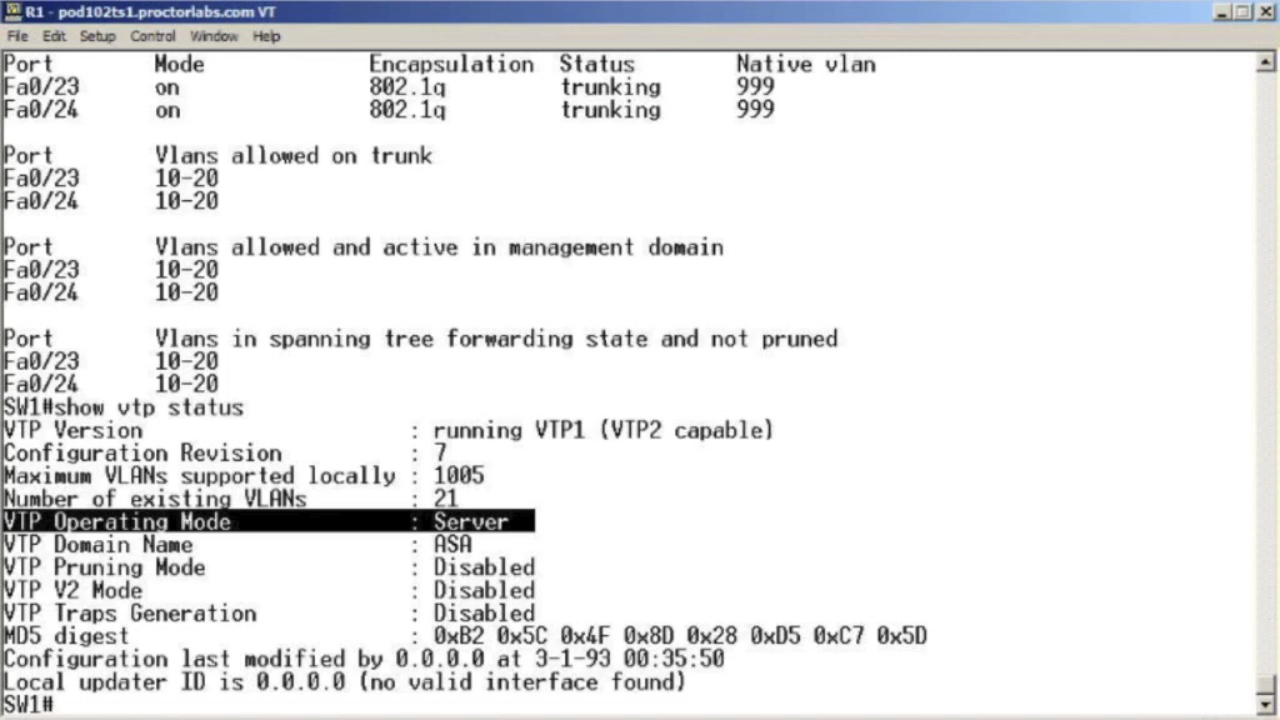 R1 - pod102ts1.proctorlabs.com VT
File Edit Setup Control Window Help
Port Mode Encapsulation Status Native vlan
Fa0/23 on 802.1q trunking 999
Fa0/24 on 802.1q trunking 999
Port Vlans allowed on trunk
Fa0/23 10-20
Fa0/24 10-20
Port Vlans allowed and active in management domain
Fa0/23 10-20
Fa0/24 10-20
Port Vlans in spanning tree forwarding state and not pruned
Fa0/23 10-20
Fa0/24 10-20
SW1#show vtp status
VTP Version : running VTP1 (VTP2 capable)
Configuration Revision : 7
Maximum VLANs supported locally : 1005
Number of existing VLANs : 21
VTP Operating Mode : Server
VTP Domain Name : ASA
VTP Pruning Mode : Disabled
VTP V2 Mode : Disabled
VTP Traps Generation : Disabled
MD5 digest : 0xB2 0x5C 0x4F 0x8D 0x28 0xD5 0xC7 0x5D
Configuration last modified by 0.0.0.0 at 3-1-93 00:35:50
Local updater ID is 0.0.0.0 (no valid interface found)
SW1#